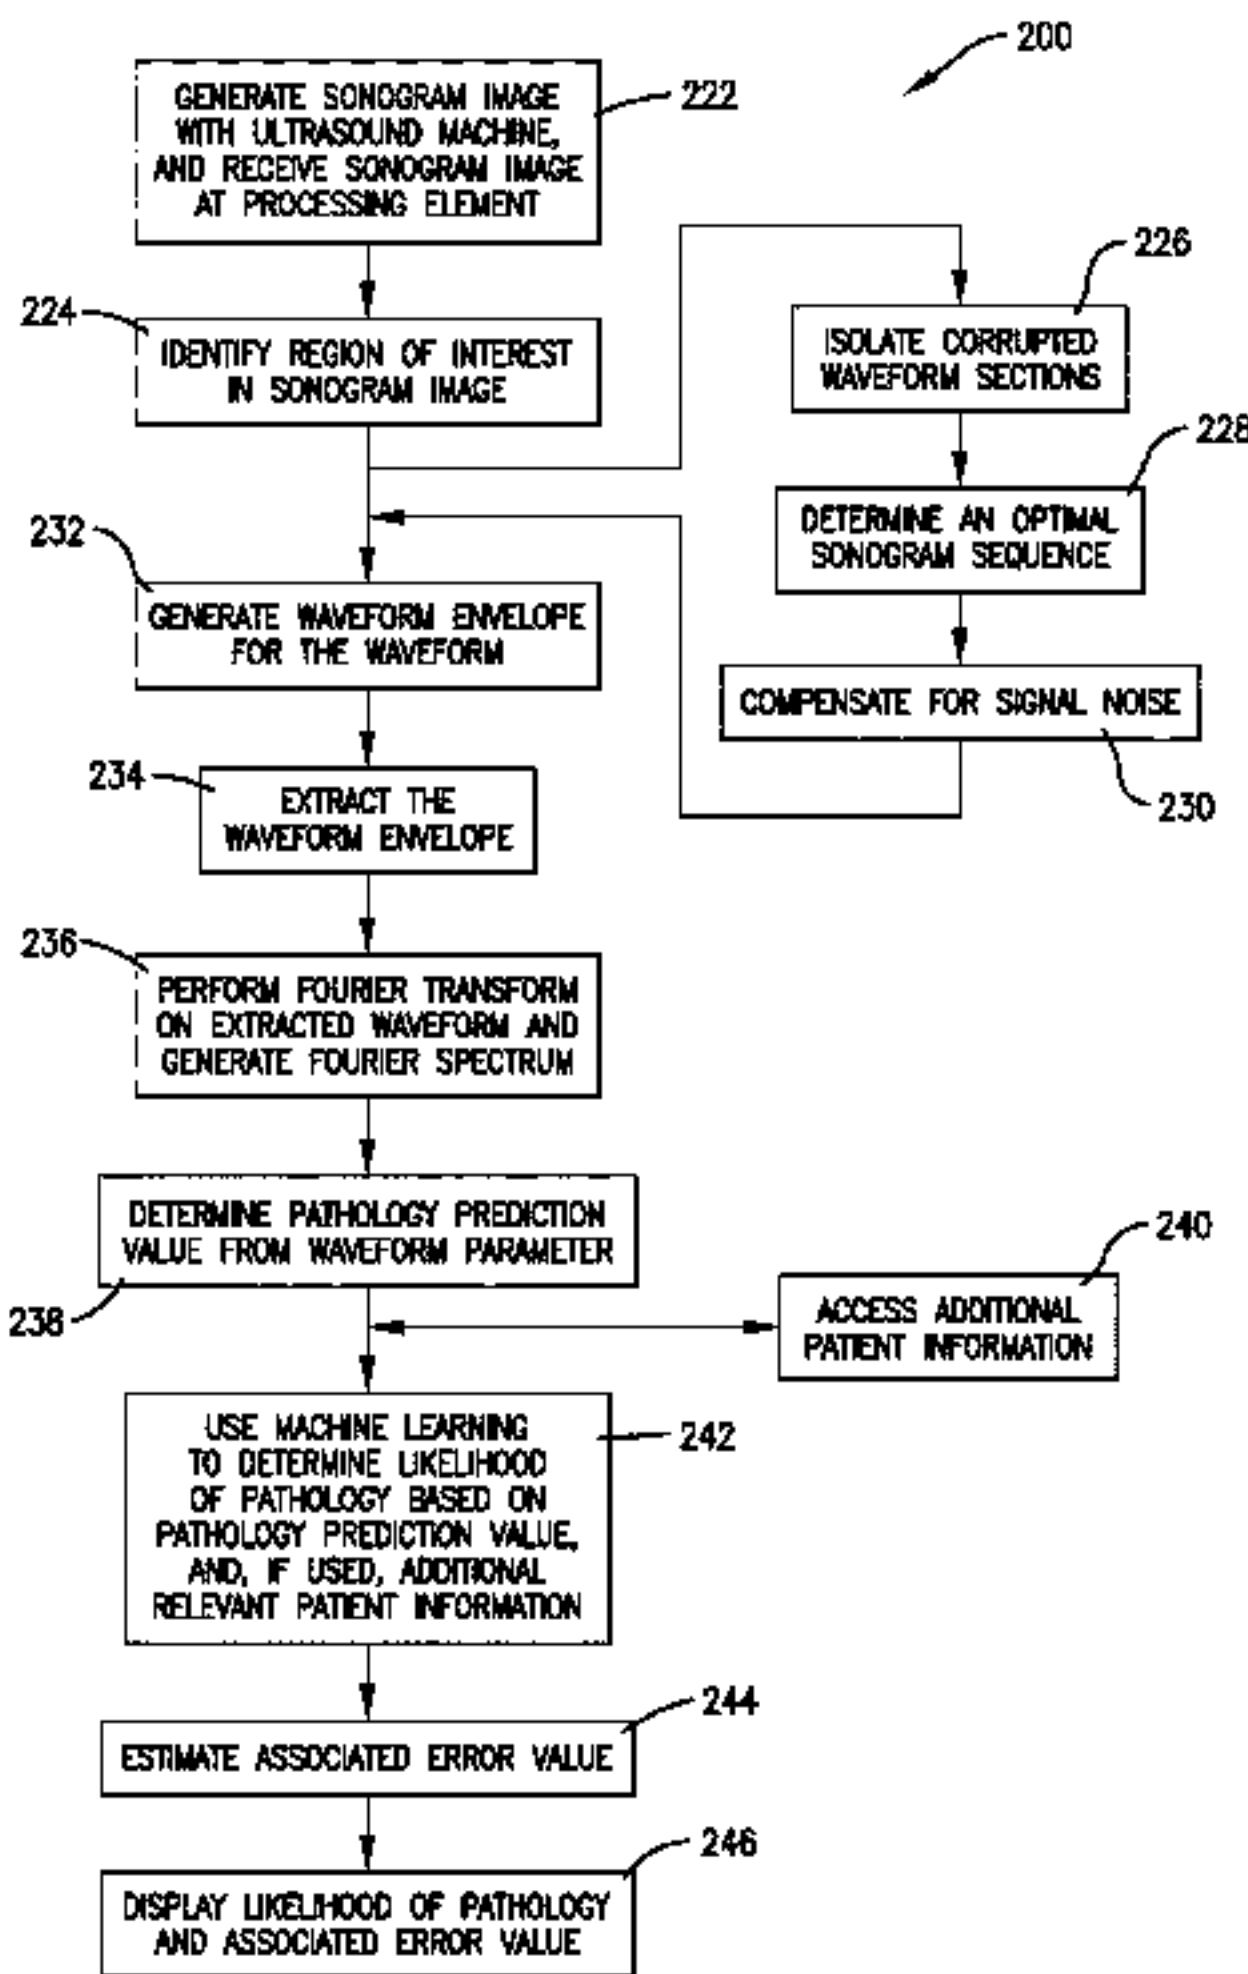 200
GENERATE SONOGRAM IMAGE
WITH ULTRASOUND MACHINE,
AND RECEIVE SONOGRAM IMAGE
AT PROCESSING ELEMENT
222
224
IDENTIFY REGION OF INTEREST
IN SONOGRAM IMAGE
226
ISOLATE CORRUPTED
WAVEFORM SECTIONS
228
DETERMINE AN OPTIMAL
SONOGRAM SEQUENCE
COMPENSATE FOR SIGNAL NOISE
230
232
GENERATE WAVEFORM ENVELOPE
FOR THE WAVEFORM
234
EXTRACT THE
WAVEFORM ENVELOPE
236
PERFORM FOURIER TRANSFORM
ON EXTRACTED WAVEFORM AND
GENERATE FOURIER SPECTRUM
DETERMINE PATHOLOGY PREDICTION
VALUE FROM WAVEFORM PARAMETER
238
240
ACCESS ADDITIONAL
PATIENT INFORMATION
USE MACHINE LEARNING
TO DETERMINE LIKELIHOOD
OF PATHOLOGY BASED ON
PATHOLOGY PREDICTION VALUE,
AND, IF USED, ADDITIONAL
RELEVANT PATIENT INFORMATION
242
244
ESTIMATE ASSOCIATED ERROR VALUE
246
DISPLAY LIKELIHOOD OF PATHOLOGY
AND ASSOCIATED ERROR VALUE